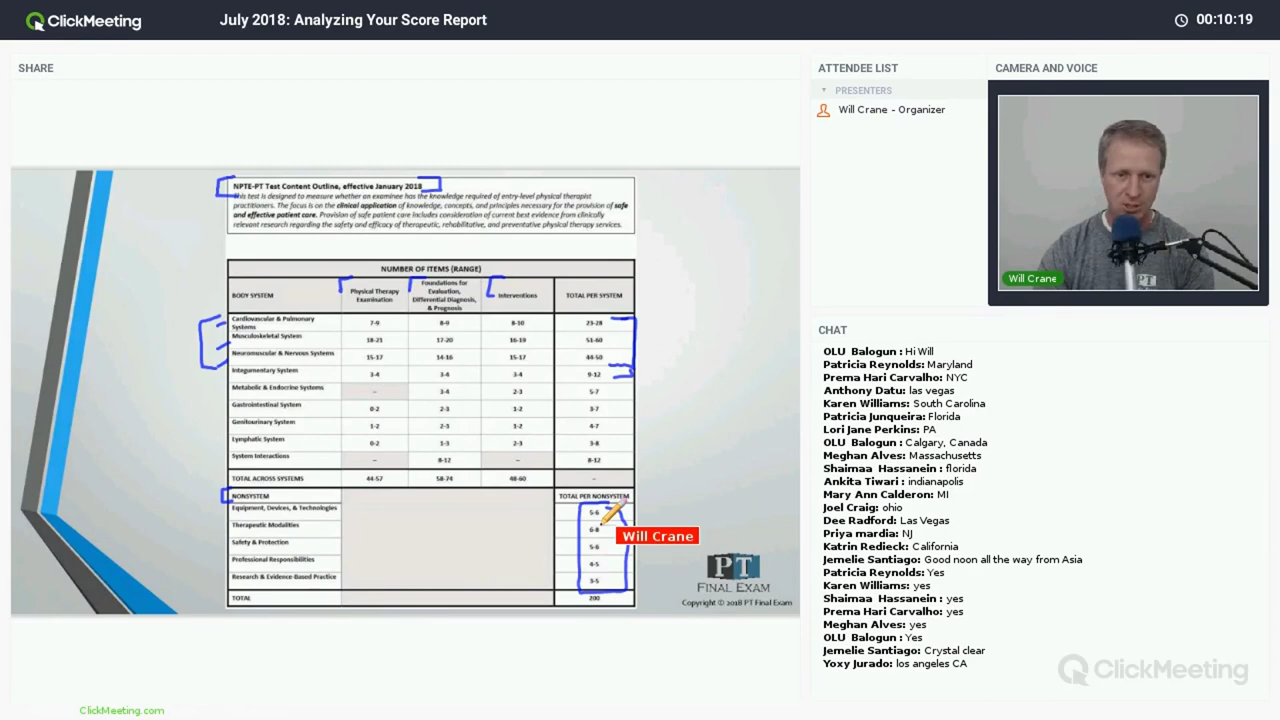 ClickMeeting
July 2018: Analyzing Your Score Report
00:10:19
SHARE
NPTE-PT Test Content Outline, effective January 2018
This test is designed to measure whether an examinee has the knowledge required of entry-level physical therapist
practitioners. The focus is on the clinical application of knowledge, concepts, and principles necessary for the provision of safe
and effective patient care. Provision of safe patient care includes consideration of current best evidence from clinically
relevant research regarding the safety and efficacy of therapeutic, rehabilitative, and preventative physical therapy services.
NUMBER OF ITEMS (RANGE)
BODY SYSTEM
Physical Therapy
Examination
Foundations for
Evaluation,
Differential Diagnosis,
& Prognosis
Interventions
TOTAL PER SYSTEM
Cardiovascular & Pulmonary
Systems
7-9 8-9 8-10 23-28
Musculoskeletal System 18-21 17-20 16-19 51-60
Neuromuscular & Nervous Systems 15-17 14-16 15-17 44-50
Integumentary System 3-4 3-4 3-4 9-12
Metabolic & Endocrine Systems -- 3-4 2-3 5-7
Gastrointestinal System 0-2 2-3 1-2 3-7
Genitourinary System 1-2 2-3 1-2 4-7
Lymphatic System 0-2 1-3 2-3 3-8
System Interactions -- 8-12 -- 8-12
TOTAL ACROSS SYSTEMS 44-57 58-74 48-60 --
NONSYSTEM TOTAL PER NONSYSTEM
Equipment, Devices, & Technologies 5-6
Therapeutic Modalities 6-8
Safety & Protection 5-6
Professional Responsibilities 4-5
Research & Evidence-Based Practice 3-5
TOTAL 200
Will Crane
PT
FINAL EXAM
Copyright © 2018 PT Final Exam
ClickMeeting.com
ATTENDEE LIST
PRESENTERS
Will Crane - Organizer
CAMERA AND VOICE
Will Crane
CHAT
OLU Balogun : Hi Will
Patricia Reynolds: Maryland
Prema Hari Carvalho: NYC
Anthony Datu: las vegas
Karen Williams: South Carolina
Patricia Junqueira: Florida
Lori Jane Perkins: PA
OLU Balogun : Calgary, Canada
Meghan Alves: Massachusetts
Shaimaa Hassanein : florida
Ankita Tiwari : indianapolis
Mary Ann Calderon: MI
Joel Craig: ohio
Dee Radford: Las Vegas
Priya mardia: NJ
Katrin Redieck: California
Jemelie Santiago: Good noon all the way from Asia
Patricia Reynolds: Yes
Karen Williams: yes
Shaimaa Hassanein : yes
Prema Hari Carvalho: yes
Meghan Alves: yes
OLU Balogun : Yes
Jemelie Santiago: Crystal clear
Yoxy Jurado: los angeles CA
ClickMeeting